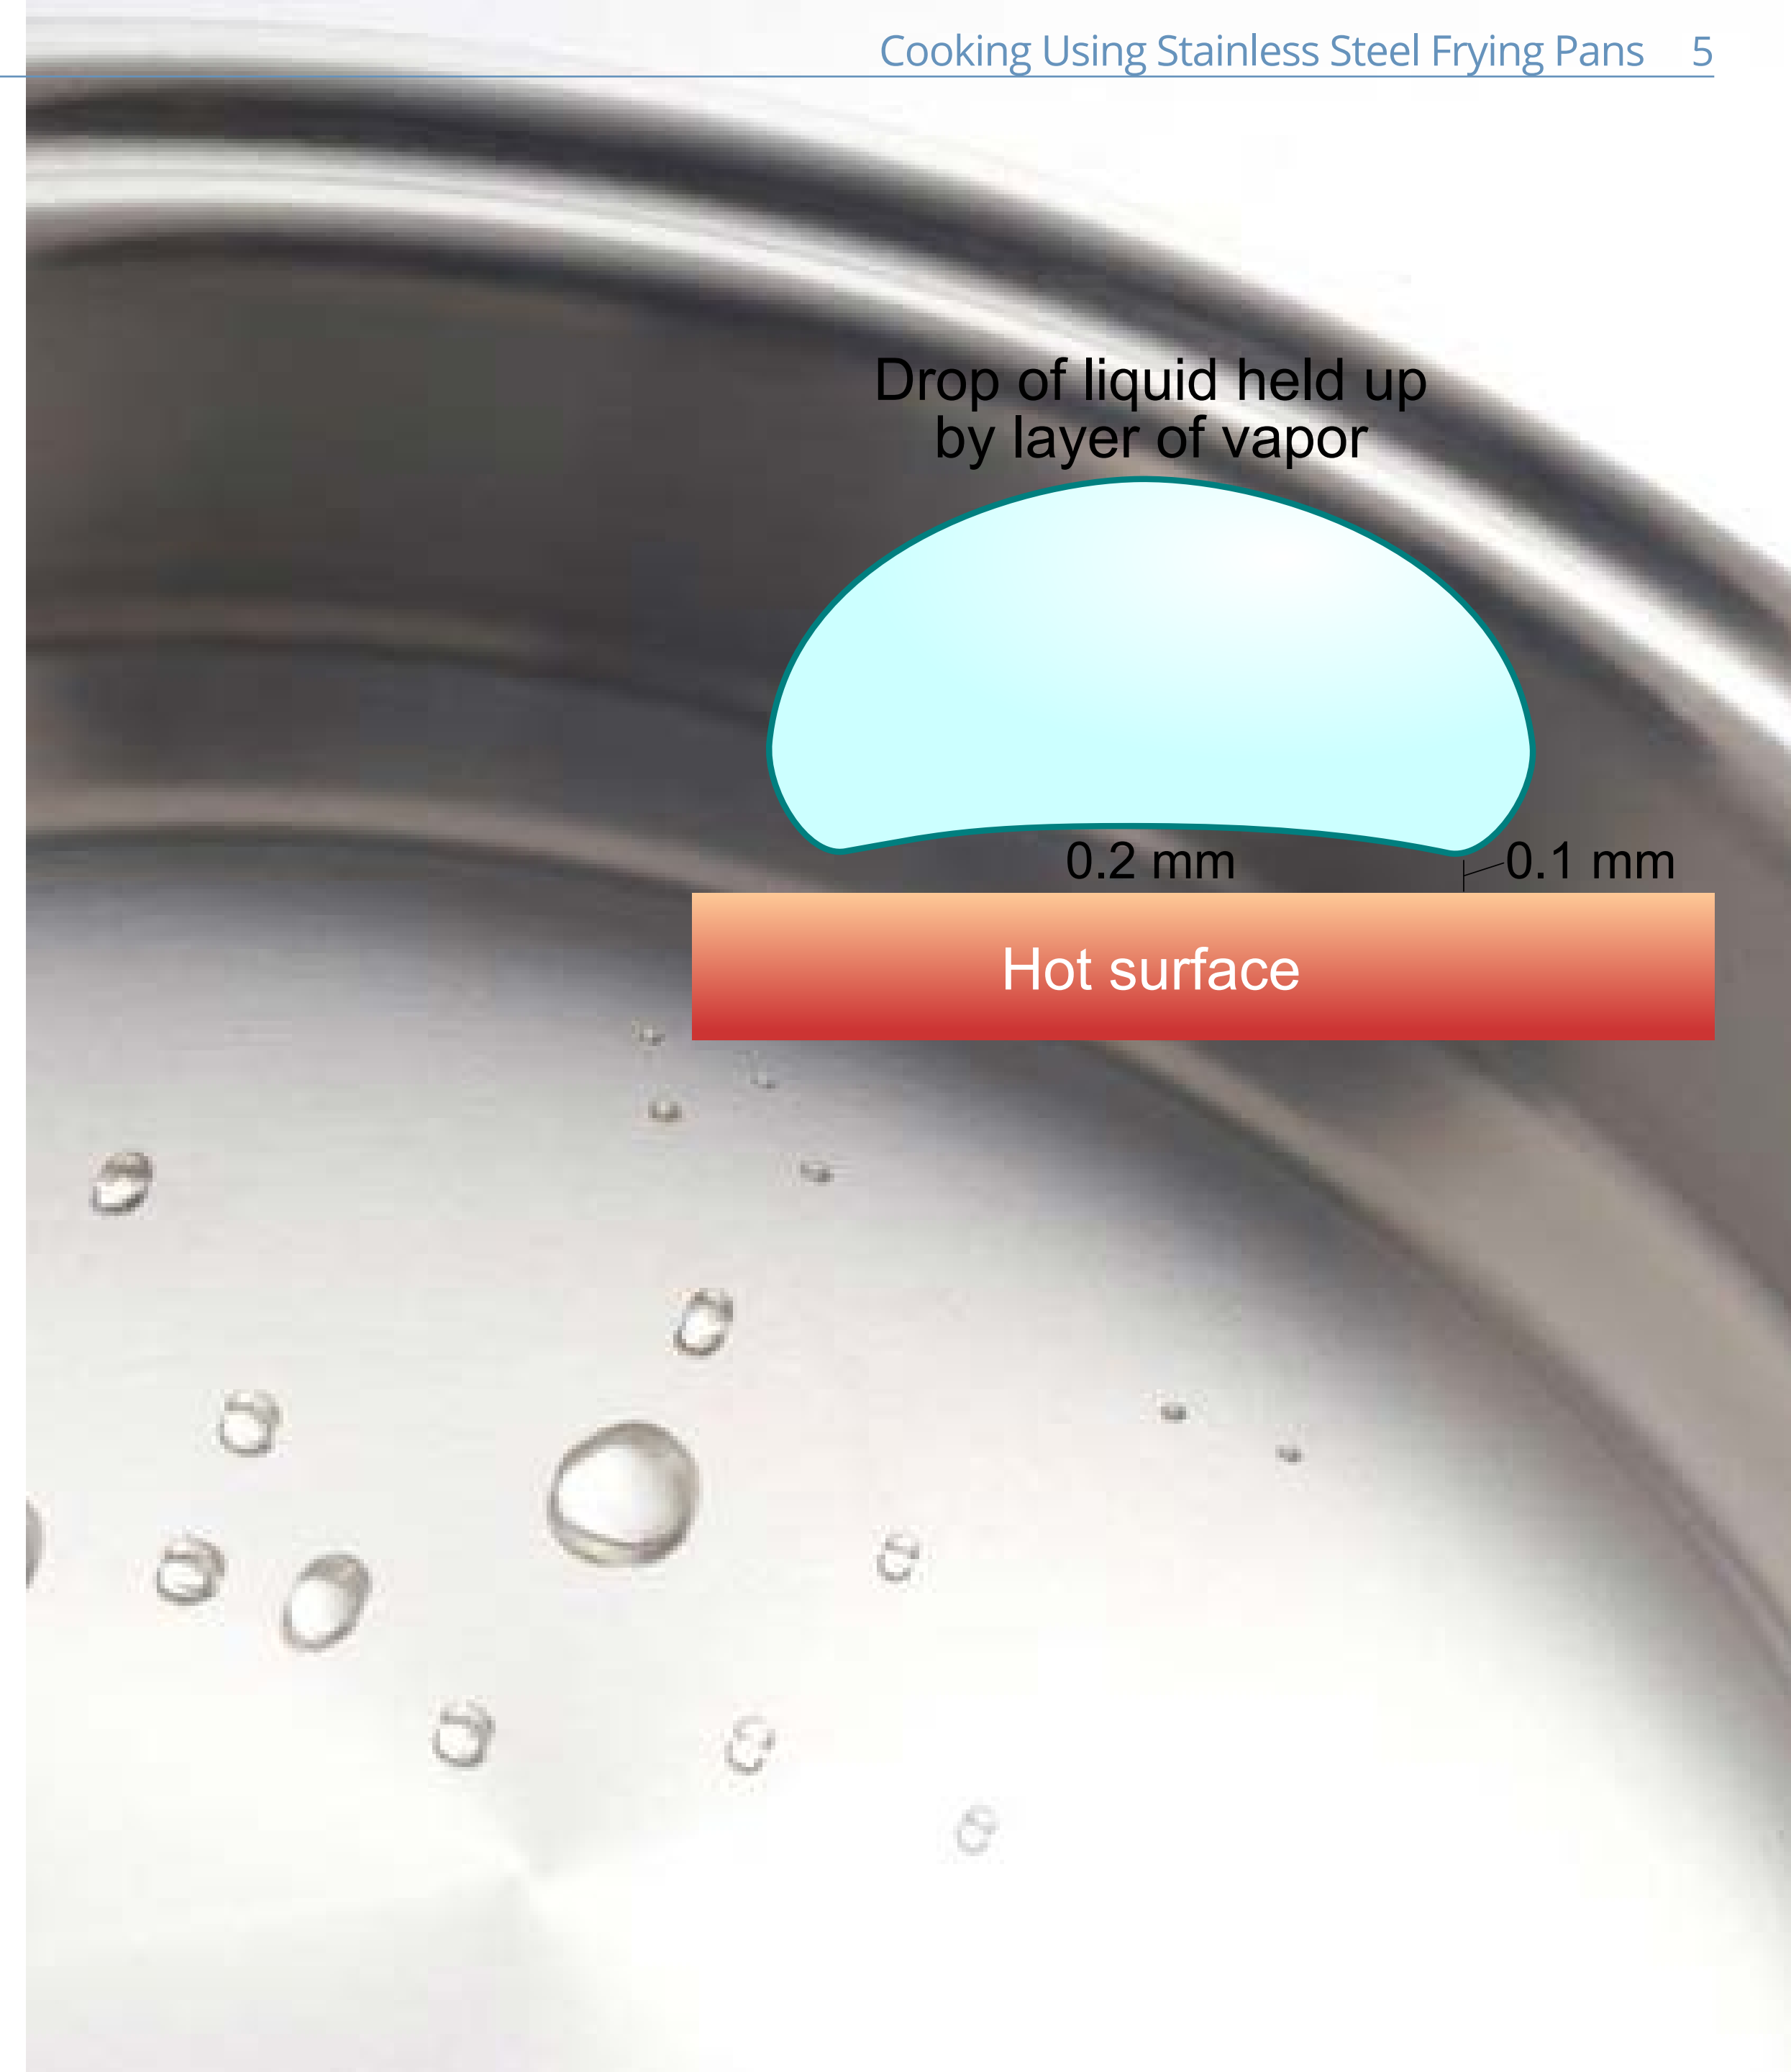 Cooking Using Stainless Steel Frying Pans 5
Drop of liquid held up
by layer of vapor
0.2 mm
0.1 mm
Hot surface